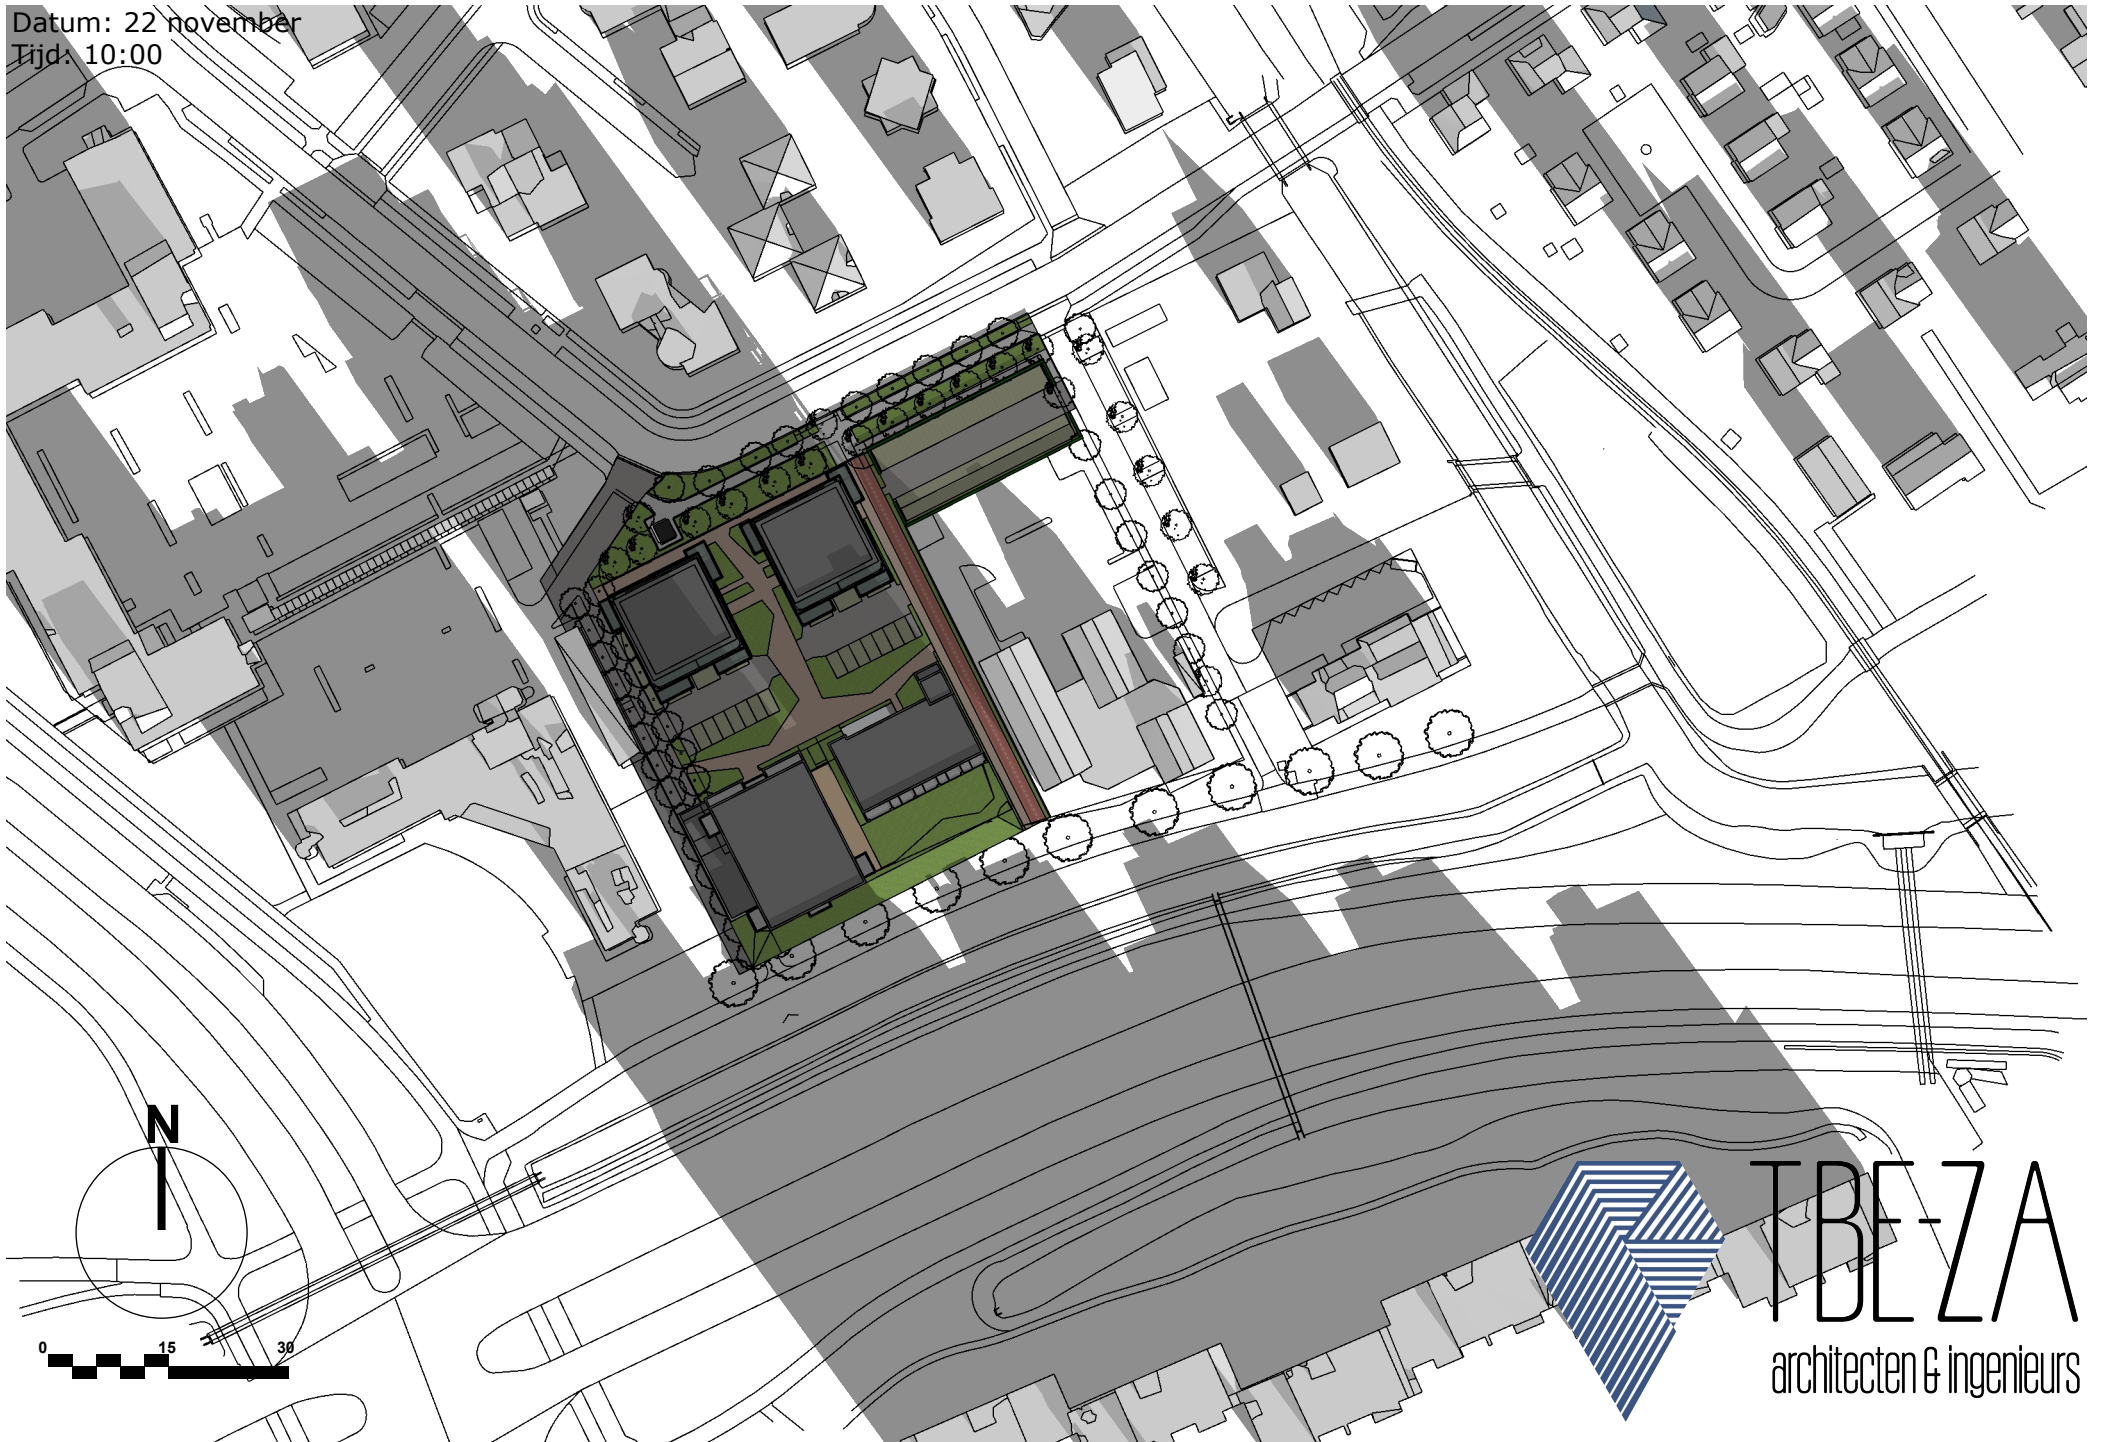 Datum: 22 november
Tijd: 10:00
N
0 15 30
TBE-ZA
architecten & ingenieurs